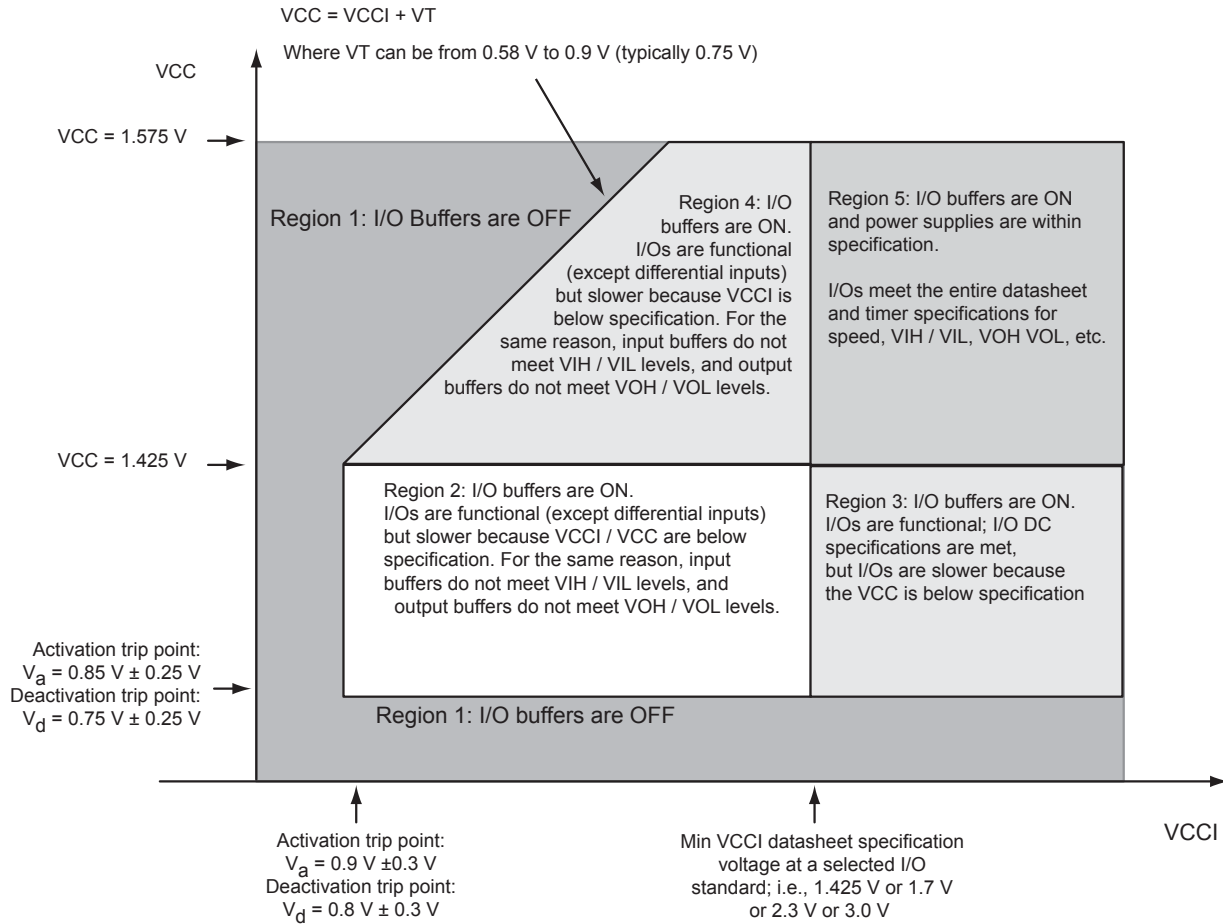 VCC = VCCI + VT
Where VT can be from 0.58 V to 0.9 V (typically 0.75 V)
VCC
VCC = 1.575 V
Region 1: I/O Buffers are OFF
Region 4: I/O
buffers are ON.
I/Os are functional
(except differential inputs)
but slower because VCCI is
below specification. For the
same reason, input buffers do not
meet VIH / VIL levels, and output
buffers do not meet VOH / VOL levels.
Region 5: I/O buffers are ON
and power supplies are within
specification.
I/Os meet the entire datasheet
and timer specifications for
speed, VIH / VIL, VOH VOL, etc.
VCC = 1.425 V
Region 2: I/O buffers are ON.
I/Os are functional (except differential inputs)
but slower because VCCI / VCC are below
specification. For the same reason, input
buffers do not meet VIH / VIL levels, and
output buffers do not meet VOH / VOL levels.
Region 3: I/O buffers are ON.
I/Os are functional; I/O DC
specifications are met,
but I/Os are slower because
the VCC is below specification
Activation trip point:
Va = 0.85 V ± 0.25 V
Deactivation trip point:
Vd = 0.75 V ± 0.25 V
Region 1: I/O buffers are OFF
VCCI
Activation trip point:
Va = 0.9 V ±0.3 V
Deactivation trip point:
Vd = 0.8 V ± 0.3 V
Min VCCI datasheet specification
voltage at a selected I/O
standard; i.e., 1.425 V or 1.7 V
or 2.3 V or 3.0 V